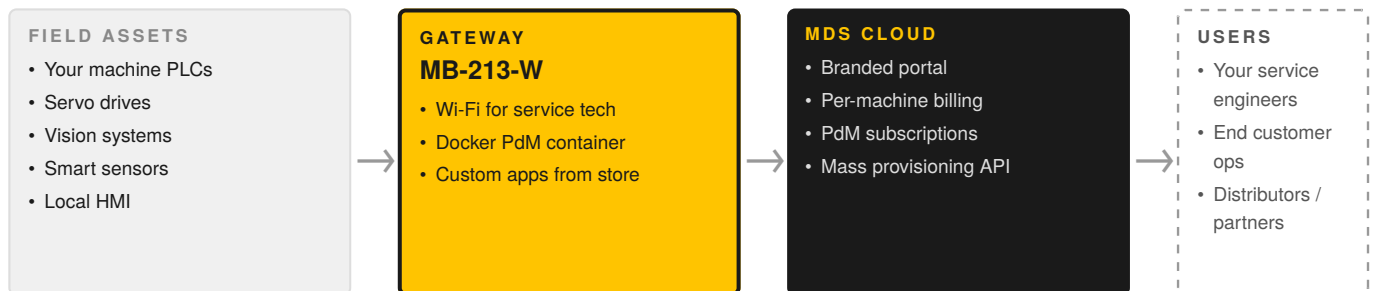 FIELD ASSETS
• Your machine PLCs
• Servo drives
• Vision systems
• Smart sensors
• Local HMI
GATEWAY
MB-213-W
• Wi-Fi for service tech
• Docker PdM container
• Custom apps from store
MDS CLOUD
• Branded portal
• Per-machine billing
• PdM subscriptions
• Mass provisioning API
USERS
• Your service
engineers
• End customer
ops
• Distributors /
partners